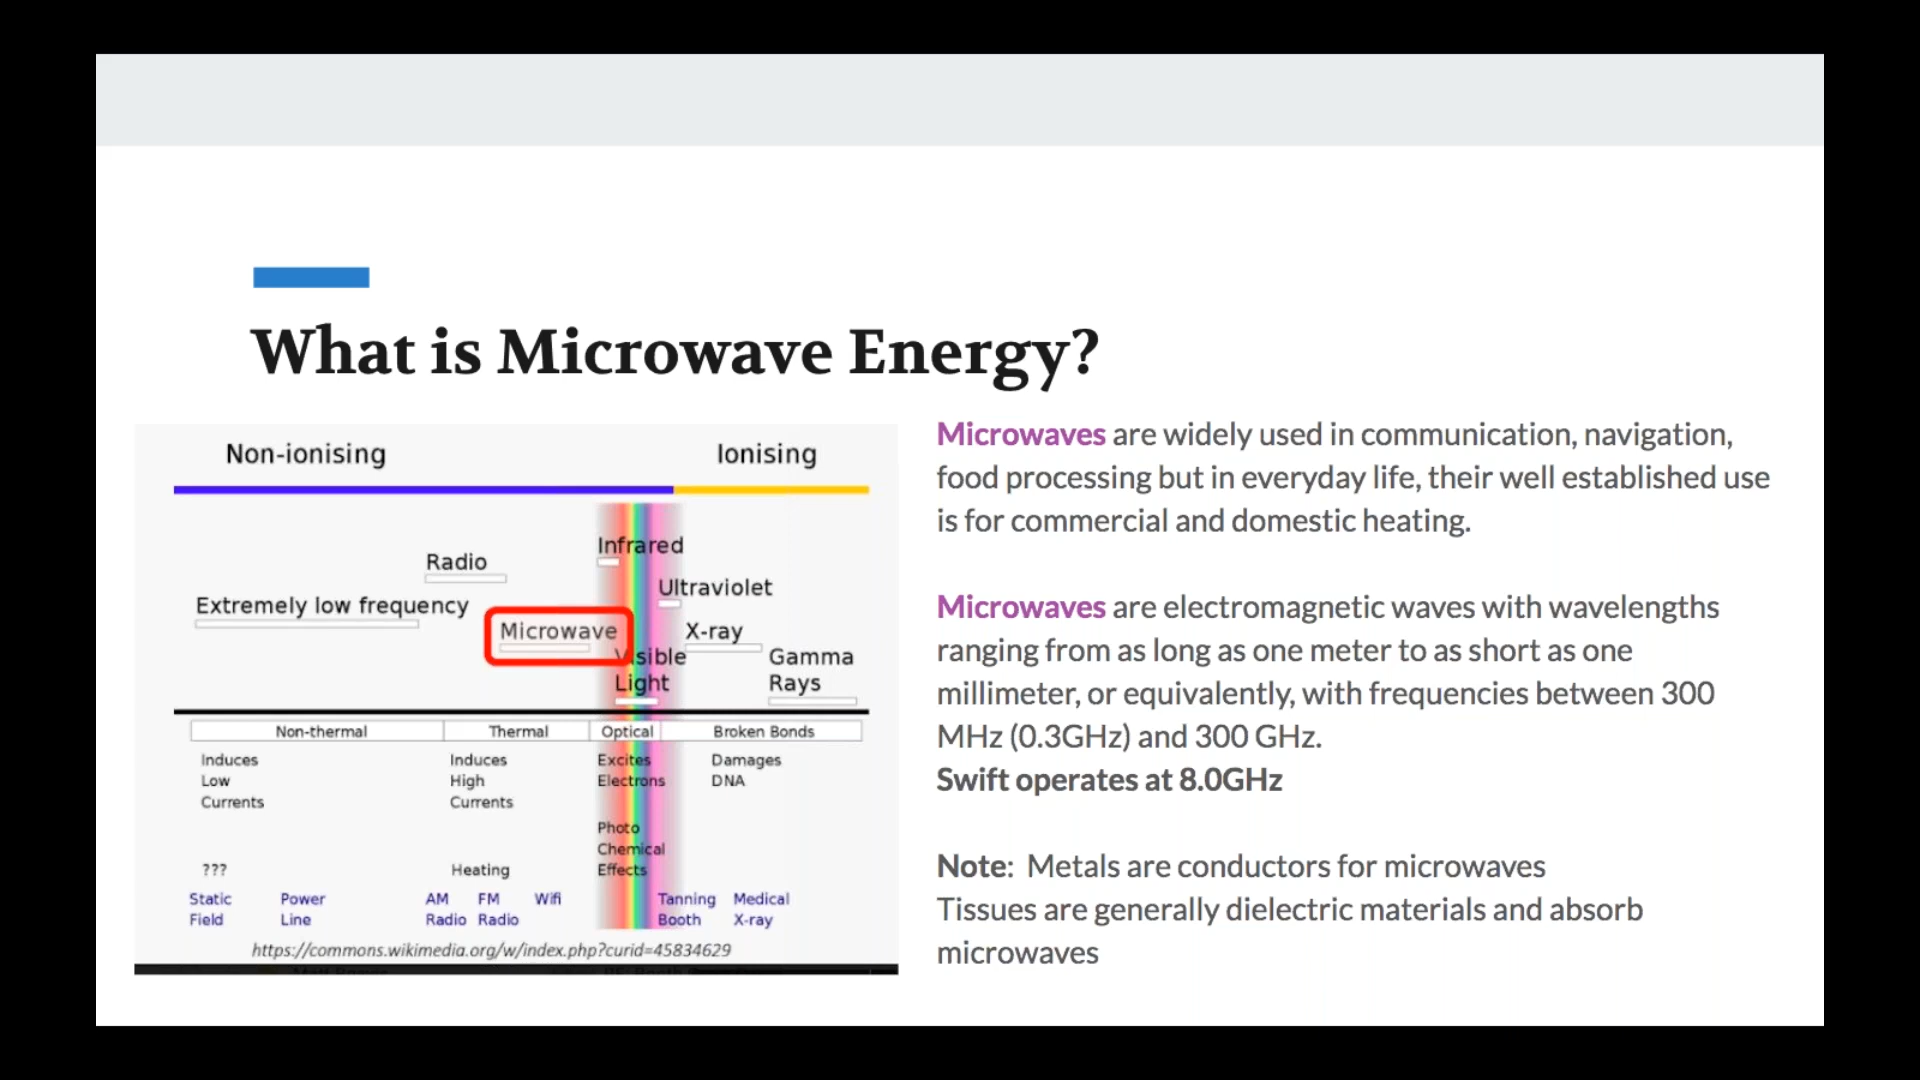 What is Microwave Energy?
Non-ionising Ionising
Infrared
Radio
Ultraviolet
Extremely low frequency
Microwave
X-ray
Visible
Light
Gamma
Rays
Non-thermal Thermal Optical Broken Bonds
Induces
Low
Currents
Induces
High
Currents
Excites
Electrons
Damages
DNA
Photo
Chemical
Effects
???
Heating
Static
Field
Power
Line
AM
Radio
FM
Radio
Wifi
Tanning
Booth
Medical
X-ray
https://commons.wikimedia.org/w/index.php?curid=45834629
Microwaves are widely used in communication, navigation,
food processing but in everyday life, their well established use
is for commercial and domestic heating.
Microwaves are electromagnetic waves with wavelengths
ranging from as long as one meter to as short as one
millimeter, or equivalently, with frequencies between 300
MHz (0.3GHz) and 300 GHz.
Swift operates at 8.0GHz
Note: Metals are conductors for microwaves
Tissues are generally dielectric materials and absorb
microwaves